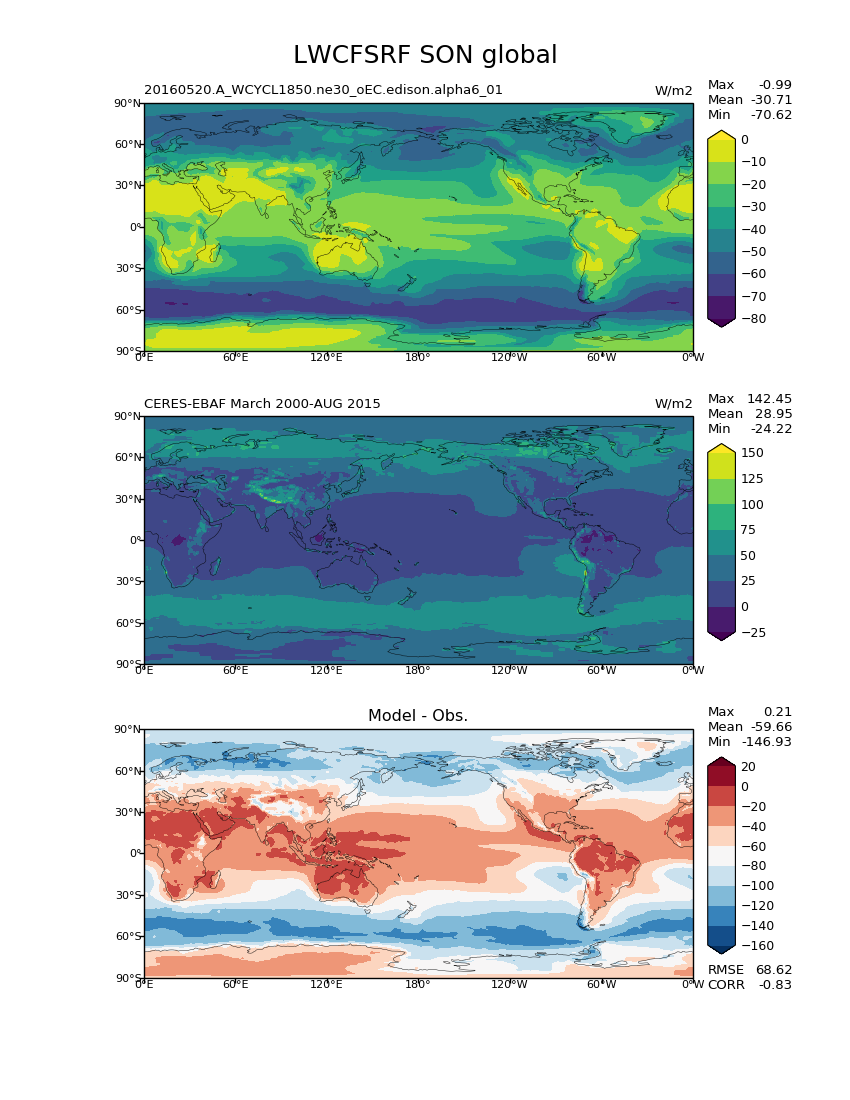 LWCFSRF SON global
20160520.A_WCYCL1850.ne30_oEC.edison.alpha6_01 W/m2
Max -0.99
Mean -30.71
Min -70.62
90°N
60°N
30°N
0°
30°S
60°S
90°S
0°E 60°E 120°E 180° 120°W 60°W 0°W
0
−10
−20
−30
−40
−50
−60
−70
−80
CERES-EBAF March 2000-AUG 2015 W/m2
Max 142.45
Mean 28.95
Min -24.22
90°N
60°N
30°N
0°
30°S
60°S
90°S
0°E 60°E 120°E 180° 120°W 60°W 0°W
150
125
100
75
50
25
0
−25
Model - Obs.
Max 0.21
Mean -59.66
Min -146.93
90°N
60°N
30°N
0°
30°S
60°S
90°S
0°E 60°E 120°E 180° 120°W 60°W 0°W
20
0
−20
−40
−60
−80
−100
−120
−140
−160
RMSE 68.62
CORR -0.83